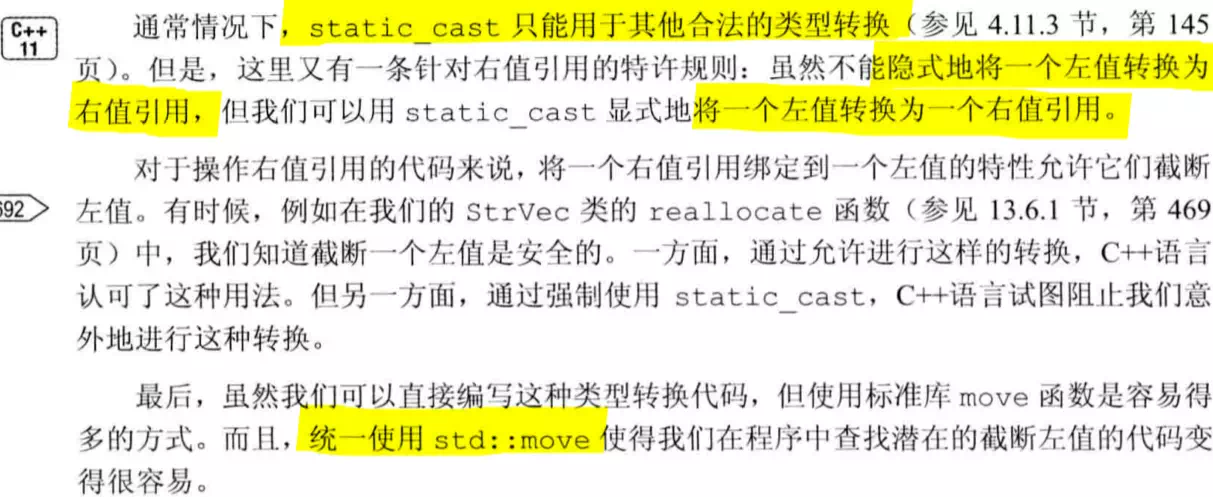 C++
11
通常情况下，static_cast 只能用于其他合法的类型转换（参见 4.11.3 节，第 145
页）。但是，这里又有一条针对右值引用的特许规则：虽然不能隐式地将一个左值转换为
右值引用，但我们可以用 static_cast 显式地将一个左值转换为一个右值引用。
对于操作右值引用的代码来说，将一个右值引用绑定到一个左值的特性允许它们截断
692
左值。有时候，例如在我们的 StrVec 类的 reallocate 函数（参见 13.6.1 节，第 469
页）中，我们知道截断一个左值是安全的。一方面，通过允许进行这样的转换，C++语言
认可了这种用法。但另一方面，通过强制使用 static_cast，C++语言试图阻止我们意
外地进行这种转换。
最后，虽然我们可以直接编写这种类型转换代码，但使用标准库 move 函数是容易得
多的方式。而且，统一使用 std::move 使得我们在程序中查找潜在的截断左值的代码变
得很容易。